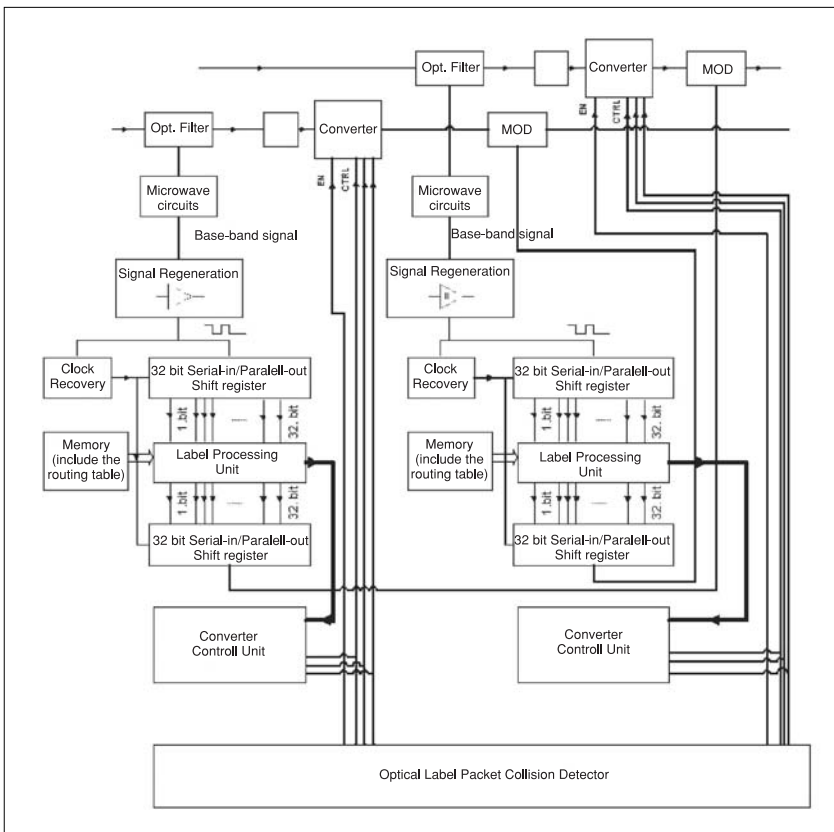 Opt. Filter
Converter
MOD
EN
CTRL
Opt. Filter
Converter
MOD
EN
CTRL
Microwave
circuits
Base-band signal
Signal Regeneration
Clock
Recovery
32 bit Serial-in/Paralell-out
Shift register
1.bit
32. bit
Memory
(include the
routing table)
Label Processing
Unit
1.bit
32. bit
32 bit Serial-in/Paralell-out
Shift register
Converter
Controll Unit
Microwave
circuits
Base-band signal
Signal Regeneration
Clock
Recovery
32 bit Serial-in/Paralell-out
Shift register
1.bit
32. bit
Memory
(include the
routing table)
Label Processing
Unit
1.bit
32. bit
32 bit Serial-in/Paralell-out
Shift register
Converter
Controll Unit
Optical Label Packet Collision Detector